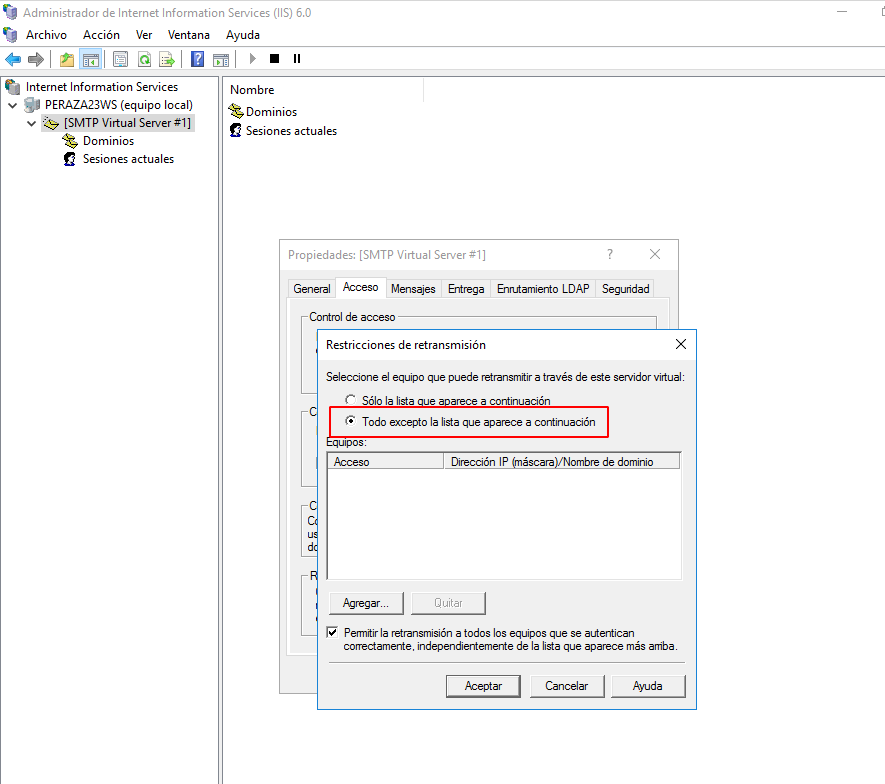 Administrador de Internet Information Services (IIS) 6.0
Archivo Acción Ver Ventana Ayuda
Internet Information Services
PERAZA23WS (equipo local)
[SMTP Virtual Server #1]
Dominios
Sesiones actuales
Nombre
Dominios
Sesiones actuales
Propiedades: [SMTP Virtual Server #1]
General Acceso Mensajes Entrega Enrutamiento LDAP Seguridad
Control de acceso
C
C
Co
us
do
R
Restricciones de retransmisión
Seleccione el equipo que puede retransmitir a través de este servidor virtual:
Sólo la lista que aparece a continuación
Todo excepto la lista que aparece a continuación
Equipos:
Acceso Dirección IP (máscara)/Nombre de dominio
Agregar... Quitar
Permitir la retransmisión a todos los equipos que se autentican
correctamente, independientemente de la lista que aparece más arriba.
Aceptar Cancelar Ayuda